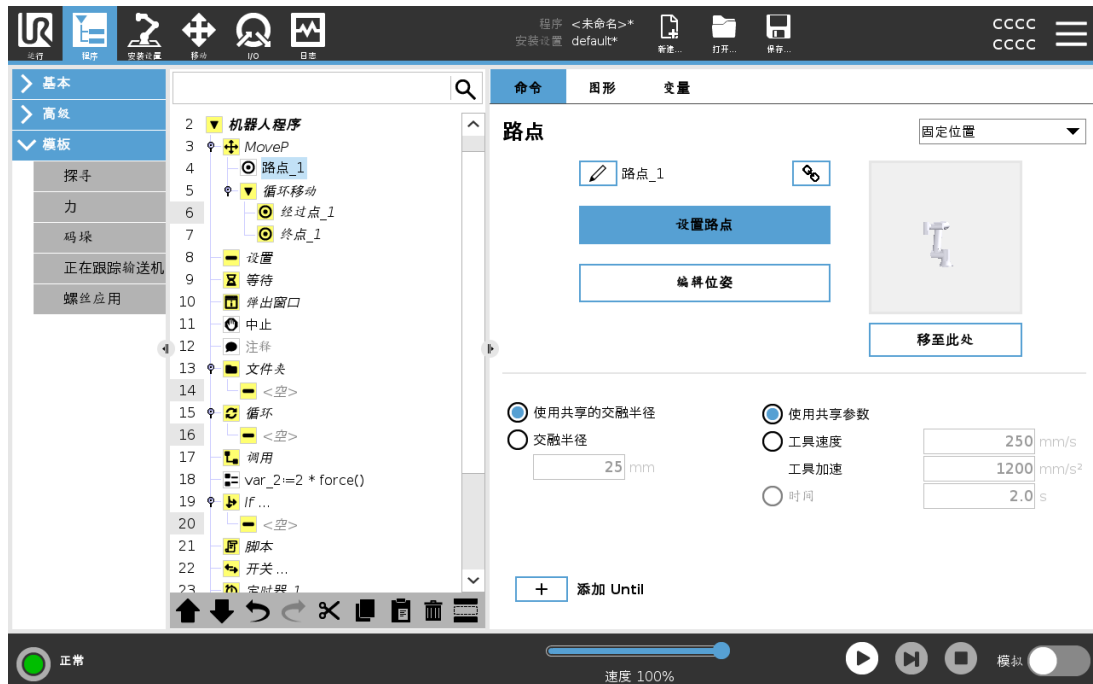 UR
运行 程序 安装设置 移动 I/O 日志
程序 <未命名>*
安装设置 default*
新建... 打开... 保存...
CCCC
CCCC
基本
高级
模板
探寻
力
码垛
正在跟踪输送机
螺丝应用
2 机器人程序
3 MoveP
4 路点_1
5 循环移动
6 经过点_1
7 终点_1
8 设置
9 等待
10 弹出窗口
11 中止
12 注释
13 文件夹
14 <空>
15 循环
16 <空>
17 调用
18 var_2≔2 * force()
19 If ...
20 <空>
21 脚本
22 开关 ...
23 定时器_1
命令 图形 变量
路点
固定位置
路点_1
设置路点
编辑位姿
移至此处
使用共享的交融半径
交融半径
25 mm
使用共享参数
工具速度 250 mm/s
工具加速 1200 mm/s²
时间 2.0 s
+ 添加 Until
正常
速度 100%
模拟